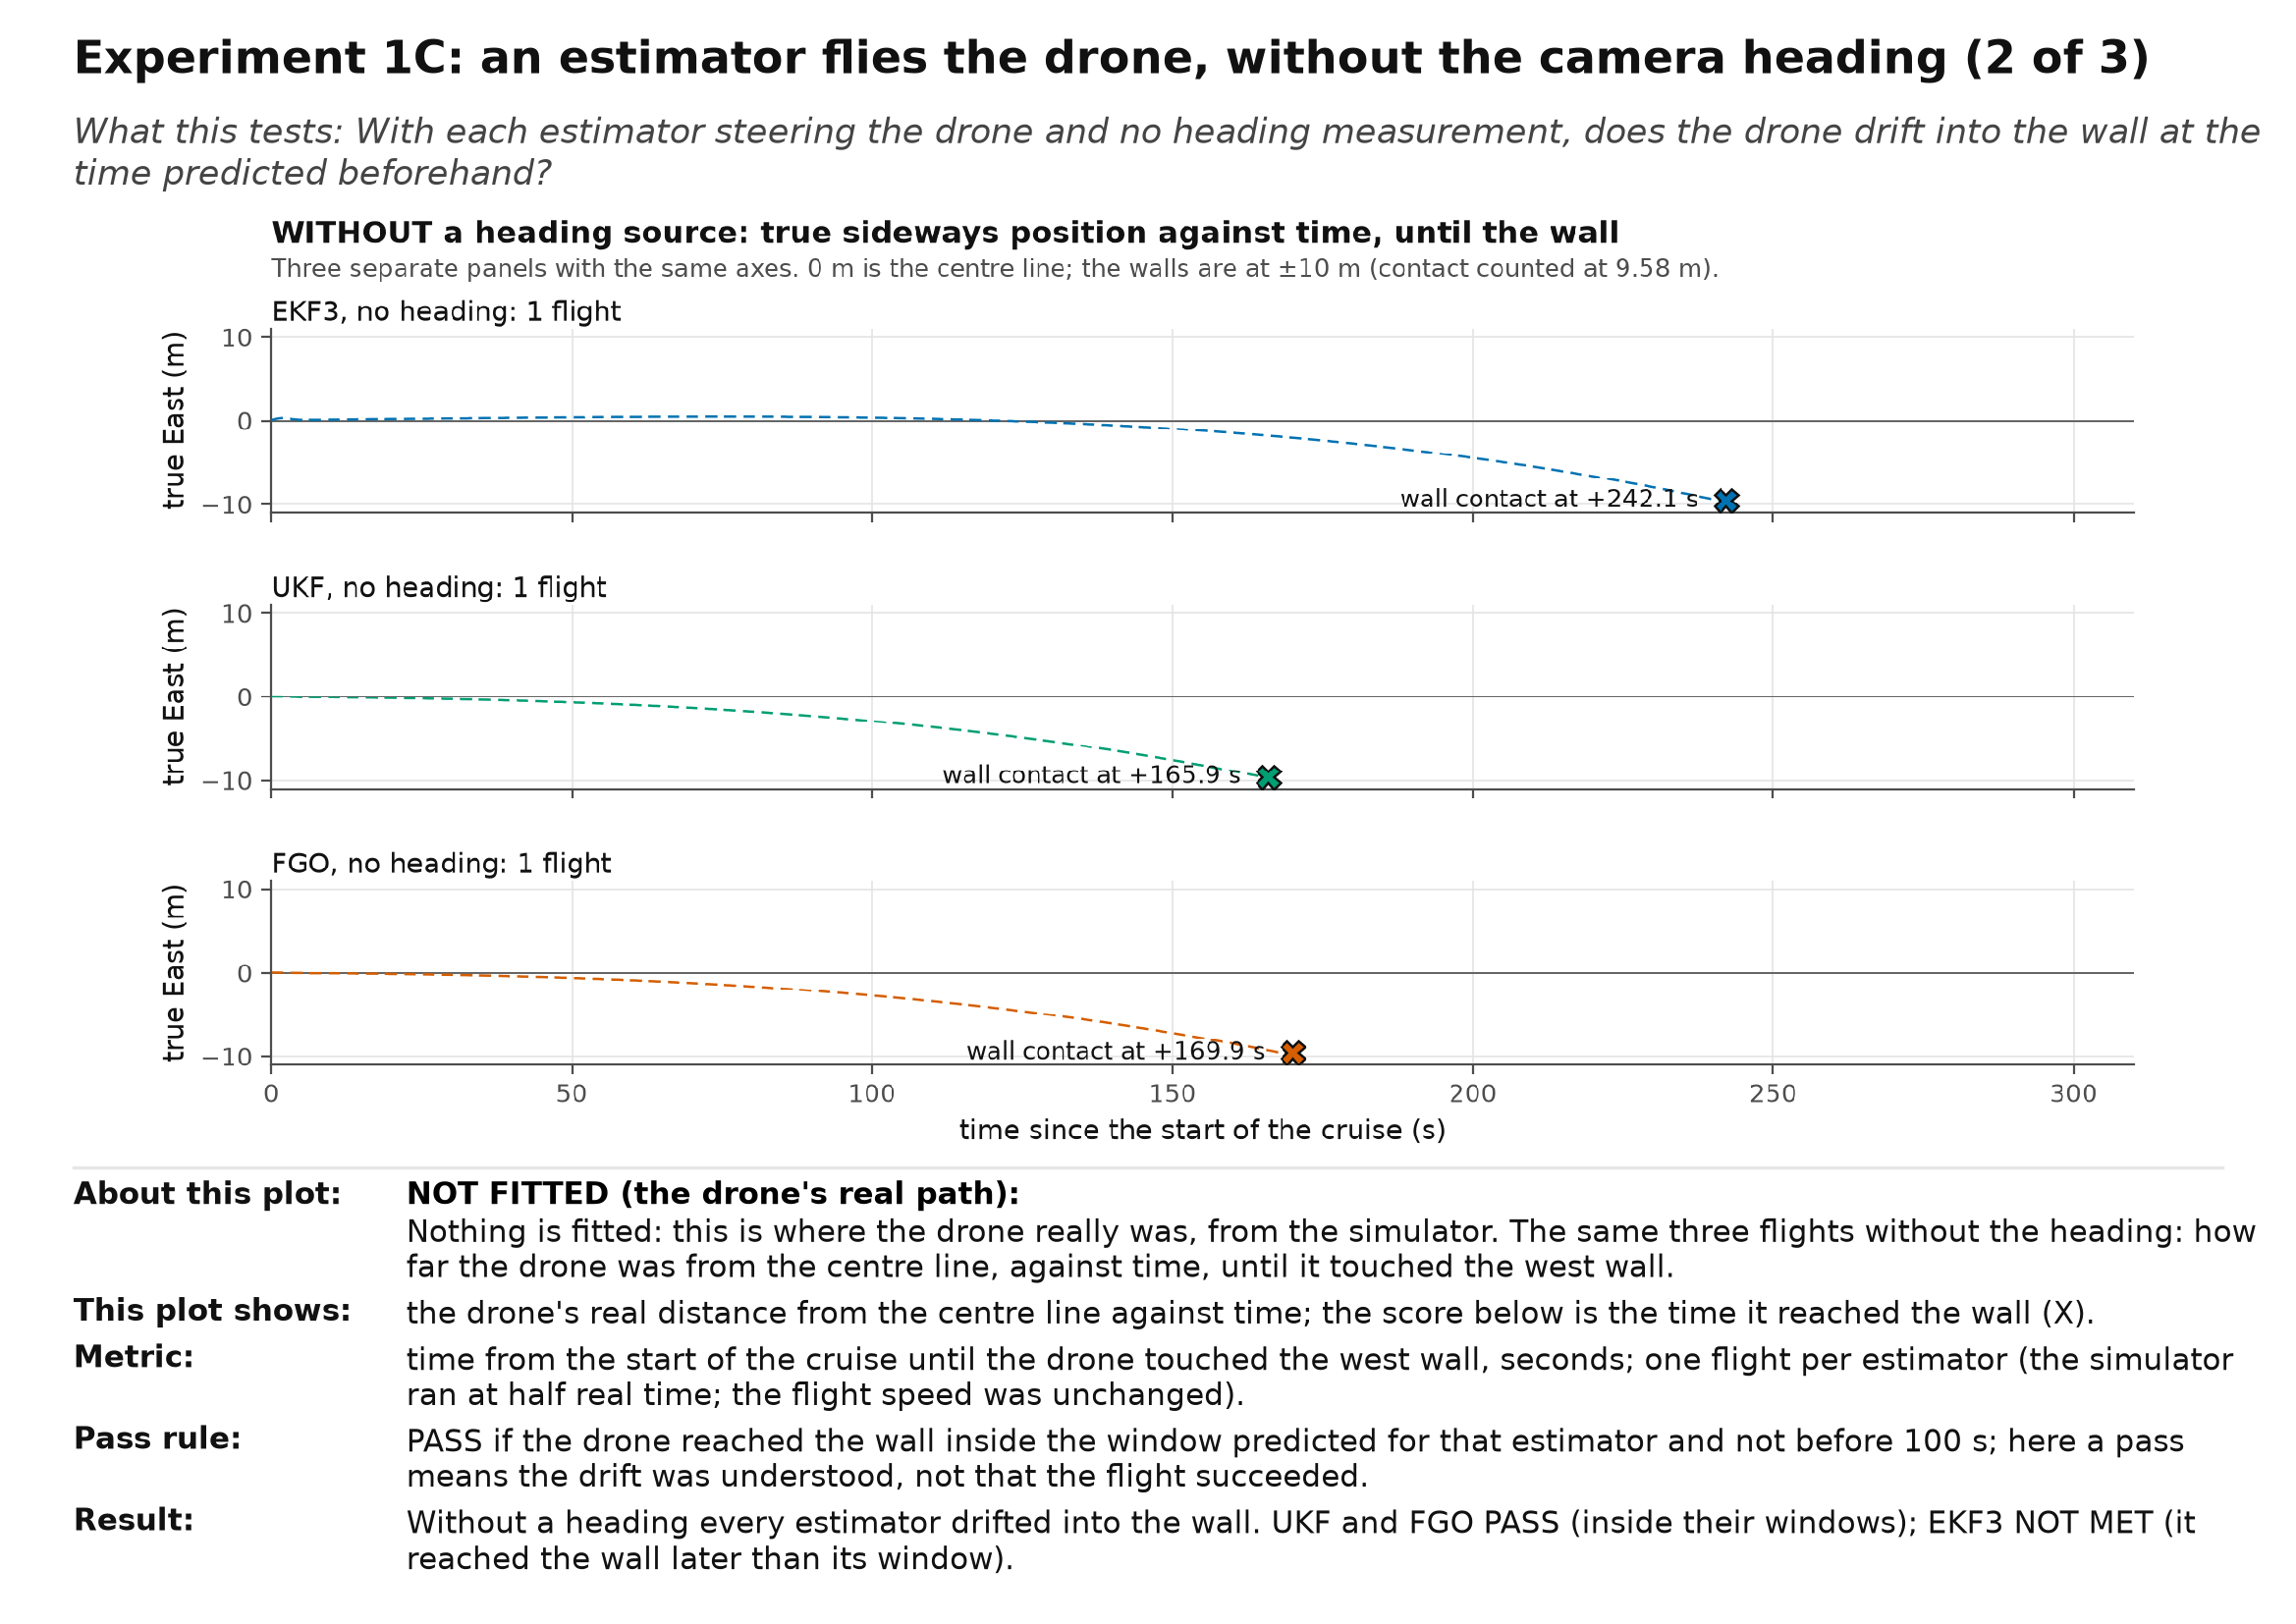 Experiment 1C: an estimator flies the drone, without the camera heading (2 of 3)
What this tests: With each estimator steering the drone and no heading measurement, does the drone drift into the wall at the
time predicted beforehand?
WITHOUT a heading source: true sideways position against time, until the wall
Three separate panels with the same axes. 0 m is the centre line; the walls are at ±10 m (contact counted at 9.58 m).
EKF3, no heading: 1 flight
true East (m)
10
0
−10
wall contact at +242.1 s
UKF, no heading: 1 flight
true East (m)
10
0
−10
wall contact at +165.9 s
FGO, no heading: 1 flight
true East (m)
10
0
−10
wall contact at +169.9 s
0 50 100 150 200 250 300
time since the start of the cruise (s)
About this plot: NOT FITTED (the drone's real path):
Nothing is fitted: this is where the drone really was, from the simulator. The same three flights without the heading: how
far the drone was from the centre line, against time, until it touched the west wall.
This plot shows: the drone's real distance from the centre line against time; the score below is the time it reached the wall (X).
Metric: time from the start of the cruise until the drone touched the west wall, seconds; one flight per estimator (the simulator
ran at half real time; the flight speed was unchanged).
Pass rule: PASS if the drone reached the wall inside the window predicted for that estimator and not before 100 s; here a pass
means the drift was understood, not that the flight succeeded.
Result: Without a heading every estimator drifted into the wall. UKF and FGO PASS (inside their windows); EKF3 NOT MET (it
reached the wall later than its window).